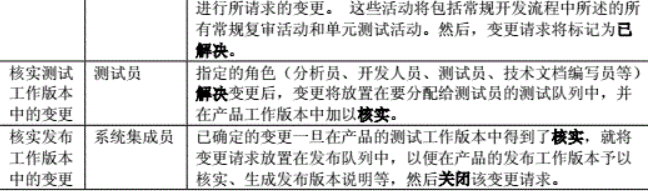 进行所请求的变更。 这些活动将包括常规开发流程中所述的所
有常规复审活动和单元测试活动。然后，变更请求将标记为已
解决。
核实测试工作版本中的变更
测试员
指定的角色（分析员、开发人员、测试员、技术文档编写员等）
解决变更后，变更将放置在要分配给测试员的测试队列中，并
在产品工作版本中加以核实。
核实发布工作版本中的变更
系统集成员
已确定的变更一旦在产品的测试工作版本中得到了核实，就将
变更请求放置在发布队列中，以便在产品的发布工作版本中予以
核实、生成发布版本说明等，然后关闭该变更请求。